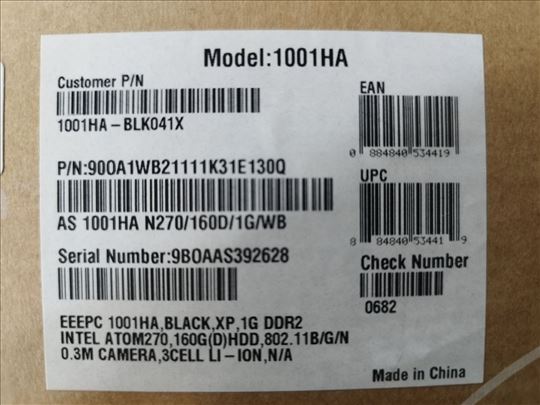 Model:1001HA
Customer P/N
1001HA-BLK041X
EAN
0 884840 534419
P/N:90OA1WB21111K31E130Q
AS 1001HA N270/160D/1G/WB
UPC
8 84840 53441 9
Serial Number:9BOAAS392628
Check Number
0682
EEEPC 1001HA,BLACK,XP,1G DDR2
INTEL ATOM270,160G(D)HDD,802.11B/G/N
0.3M CAMERA,3CELL LI-ION,N/A
Made in China